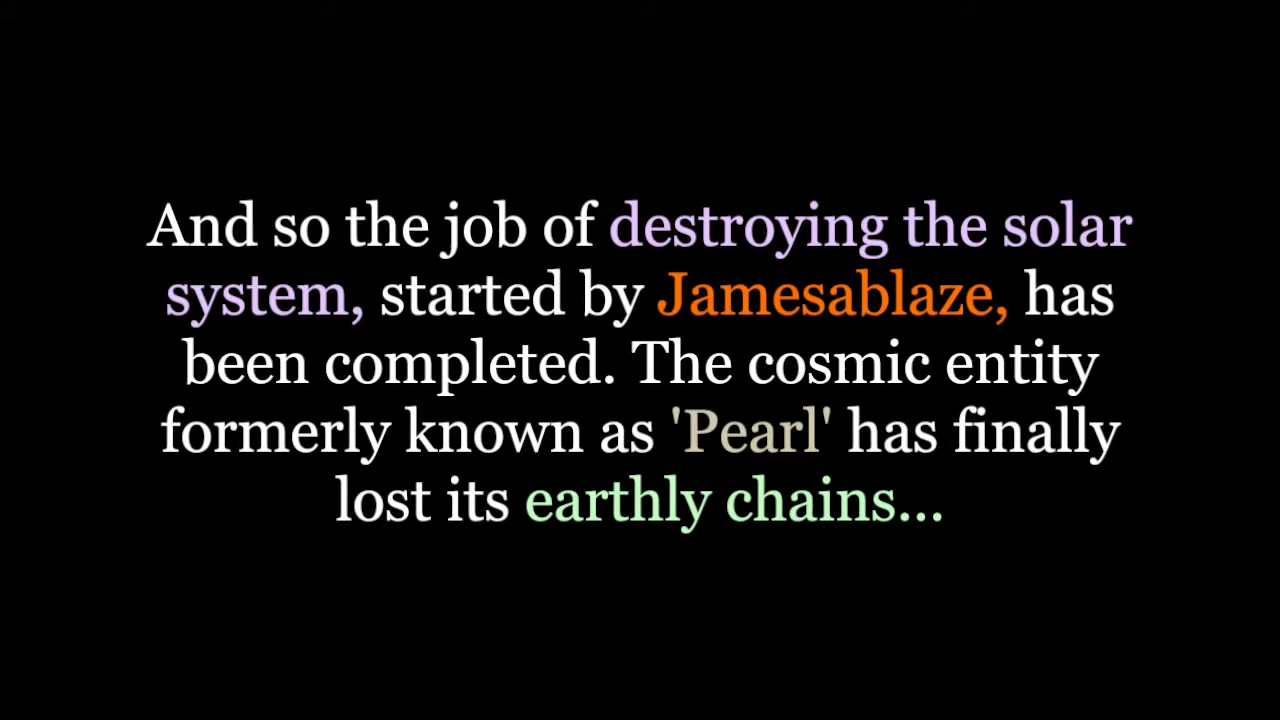 And so the job of destroying the solar
system, started by Jamesablaze, has
been completed. The cosmic entity
formerly known as 'Pearl' has finally
lost its earthly chains...